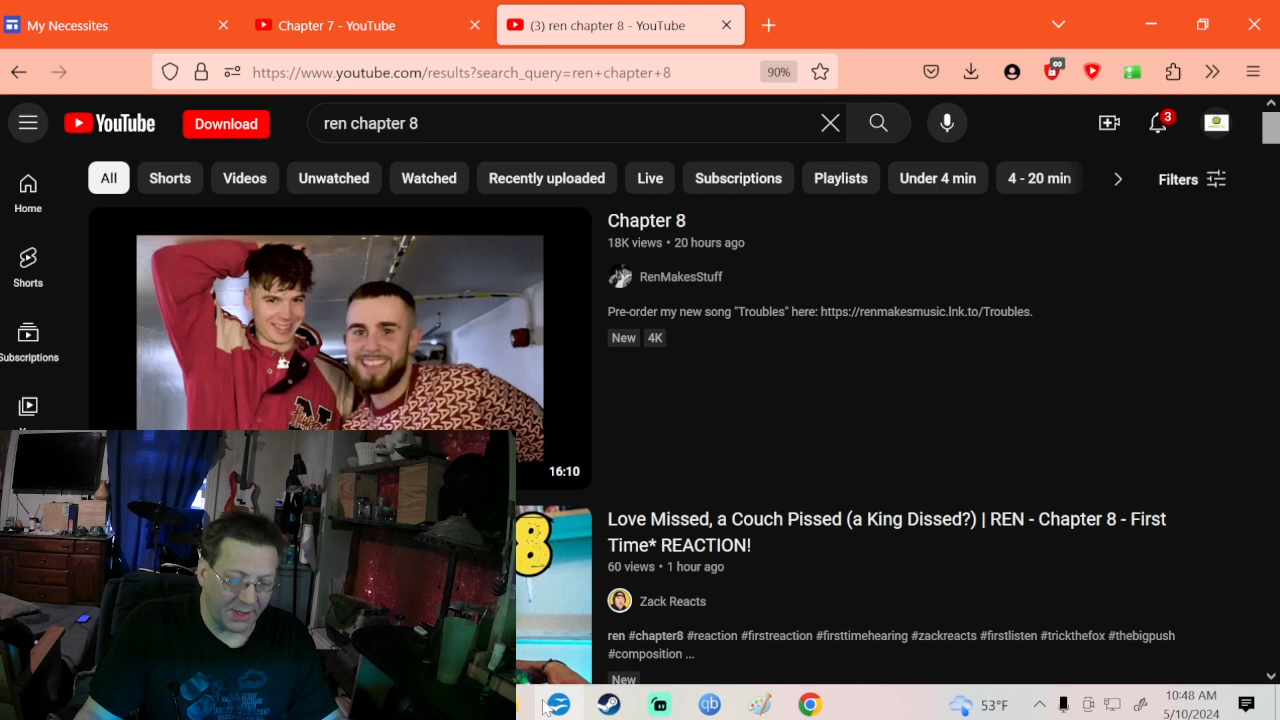 My Necessites
Chapter 7 - YouTube
(3) ren chapter 8 - YouTube
https://www.youtube.com/results?search_query=ren+chapter+8
90%
YouTube
Download
ren chapter 8
3
All
Shorts
Videos
Unwatched
Watched
Recently uploaded
Live
Subscriptions
Playlists
Under 4 min
4 - 20 min
Filters
Home
Shorts
Subscriptions
16:10
Chapter 8
18K views • 20 hours ago
RenMakesStuff
Pre-order my new song "Troubles" here: https://renmakesmusic.lnk.to/Troubles.
New
4K
8
Love Missed, a Couch Pissed (a King Dissed?) | REN - Chapter 8 - First
Time* REACTION!
60 views • 1 hour ago
Zack Reacts
ren #chapter8 #reaction #firstreaction #firsttimehearing #zackreacts #firstlisten #trickthefox #thebigpush
#composition ...
New
qb
53°F
10:48 AM
5/10/2024